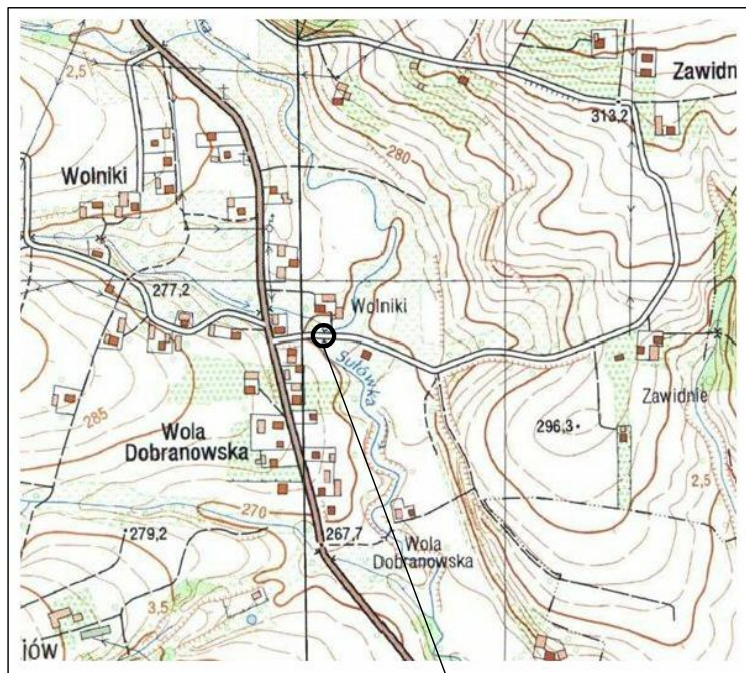 2,5
Zawidn
313,2
Wolniki
280
277,2
Wolniki
Sułówka
Zawidnie
285
Wola
Dobranowska
296,3
2,5
270
279,2
267,7
Wola
Dobranowska
3,5
jów